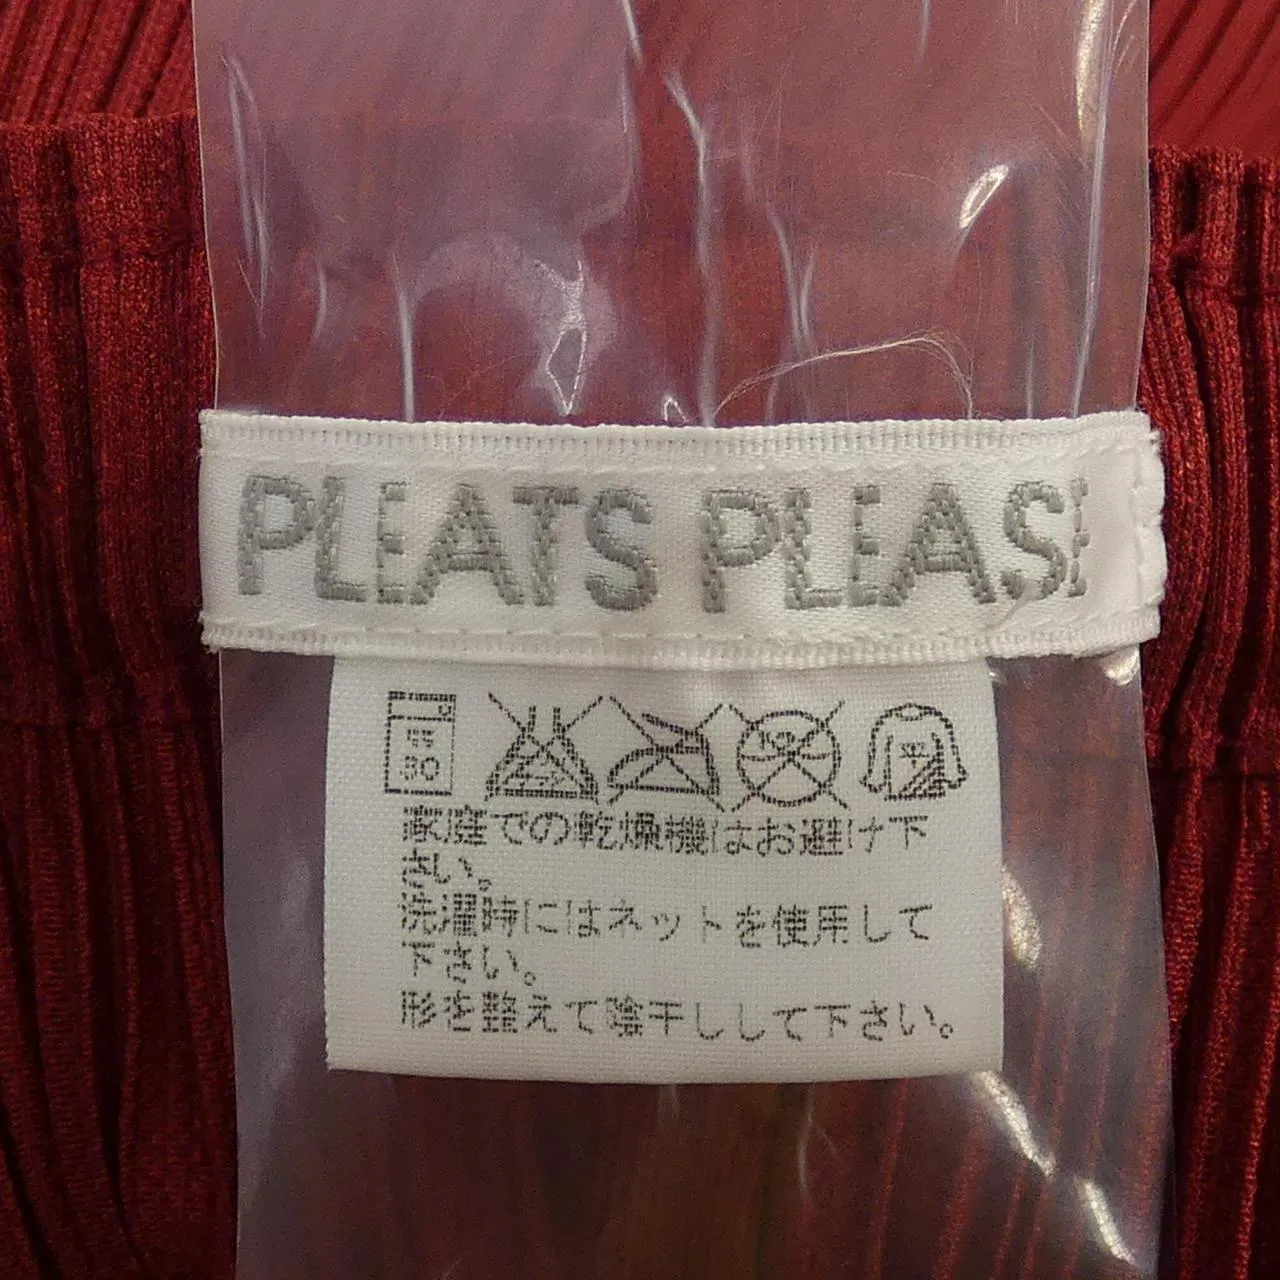 PLEATS PLEASE
弱
30
家庭での乾燥機はお避け下
さい。
洗濯時にはネットを使用して
下さい。
形を整えて陰干しして下さい。